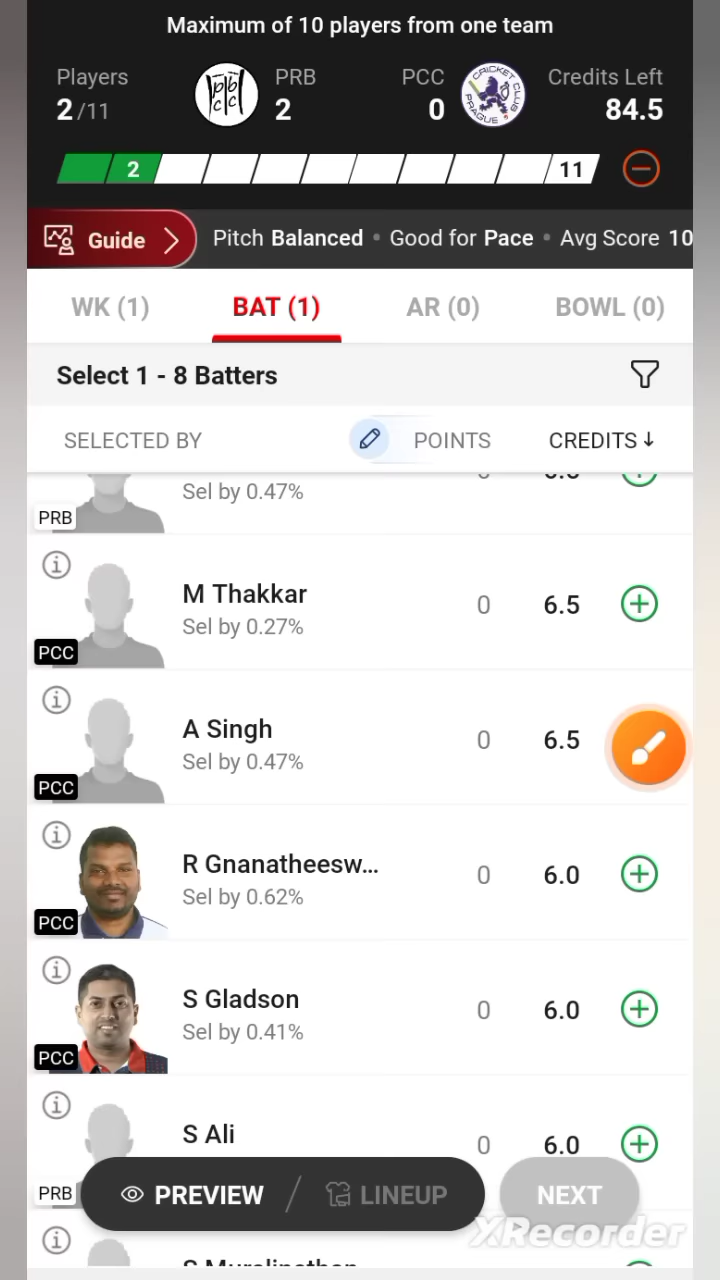 Maximum of 10 players from one team
Players PRB PCC Credits Left
2 /11 2 0 84.5
pbcc
CRICKET CLUB PRAGUE
2 11
Guide Pitch Balanced • Good for Pace • Avg Score 10
WK (1) BAT (1) AR (0) BOWL (0)
Select 1 - 8 Batters
SELECTED BY POINTS CREDITS↓
Sel by 0.47%
PRB
M Thakkar 0 6.5
Sel by 0.27%
PCC
A Singh 0 6.5
Sel by 0.47%
PCC
R Gnanatheesw... 0 6.0
Sel by 0.62%
PCC
S Gladson 0 6.0
Sel by 0.41%
PCC
S Ali 0 6.0
PRB
PREVIEW / LINEUP NEXT
XRecorder